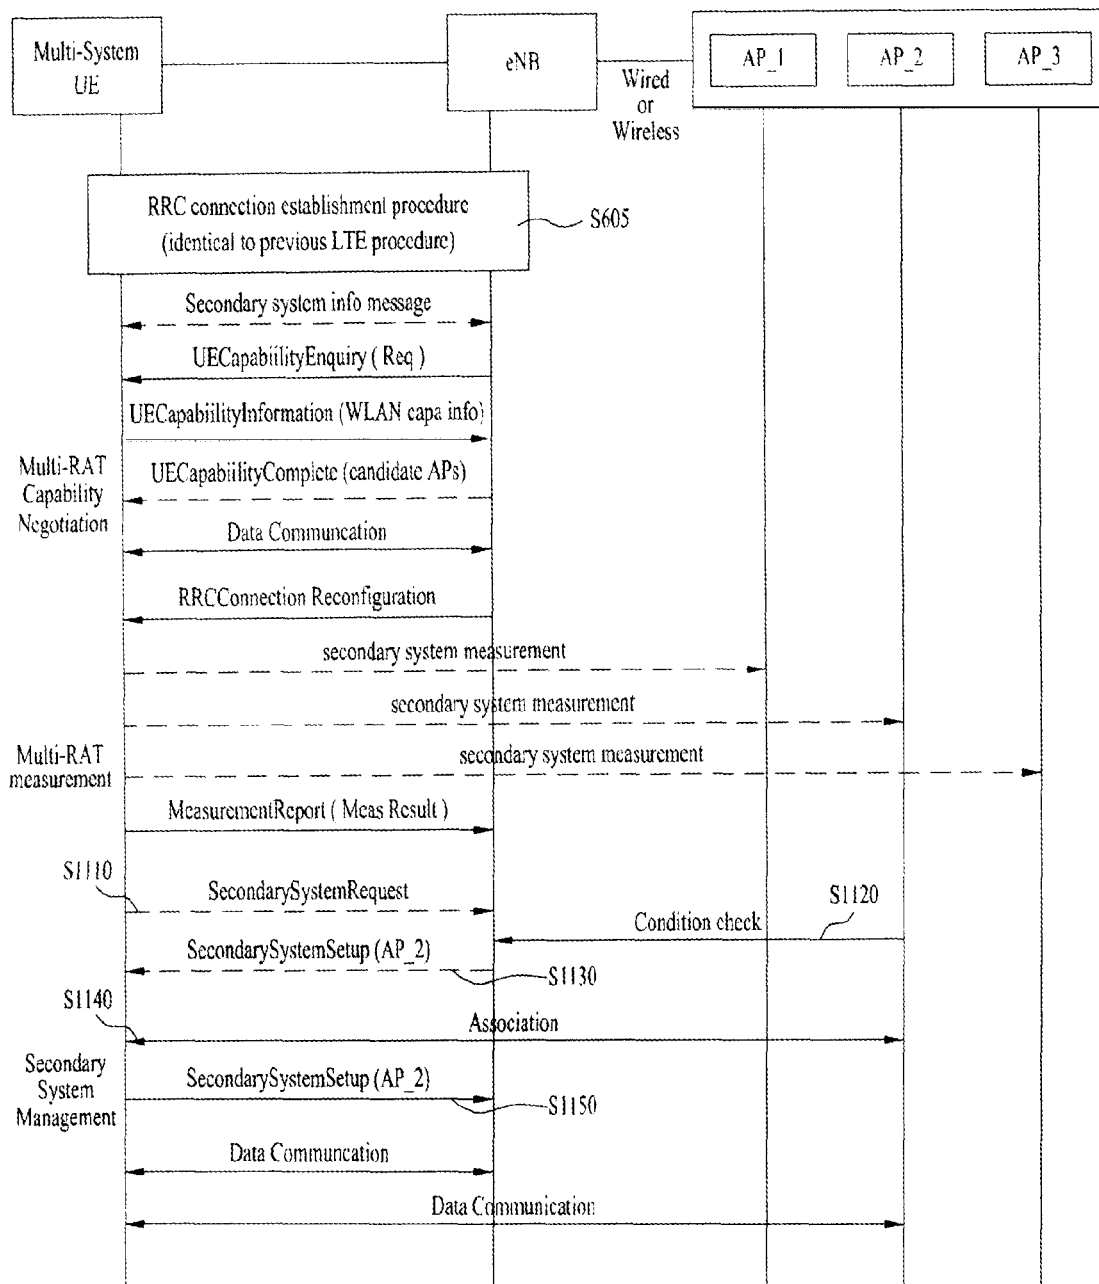 Multi-System
UE
eNB
Wired
or
Wireless
AP_1
AP_2
AP_3
RRC connection establishment procedure
(identical to previous LTE procedure)
S605
Secondary system info message
UECapabiilityEnquiry ( Req )
UECapabiilityInformation (WLAN capa info)
UECapabiilityComplete (candidate APs)
Multi-RAT
Capability
Negotiation
Data Communcation
RRCConnection Reconfiguration
secondary system measurement
secondary system measurement
Multi-RAT
measurement
secondary system measurement
MeasurementReport ( Meas Result )
S1110
SecondarySystemRequest
S1120
Condition check
SecondarySystemSetup (AP_2)
S1130
S1140
Association
Secondary
System
Management
SecondarySystemSetup (AP_2)
S1150
Data Communcation
Data Communication